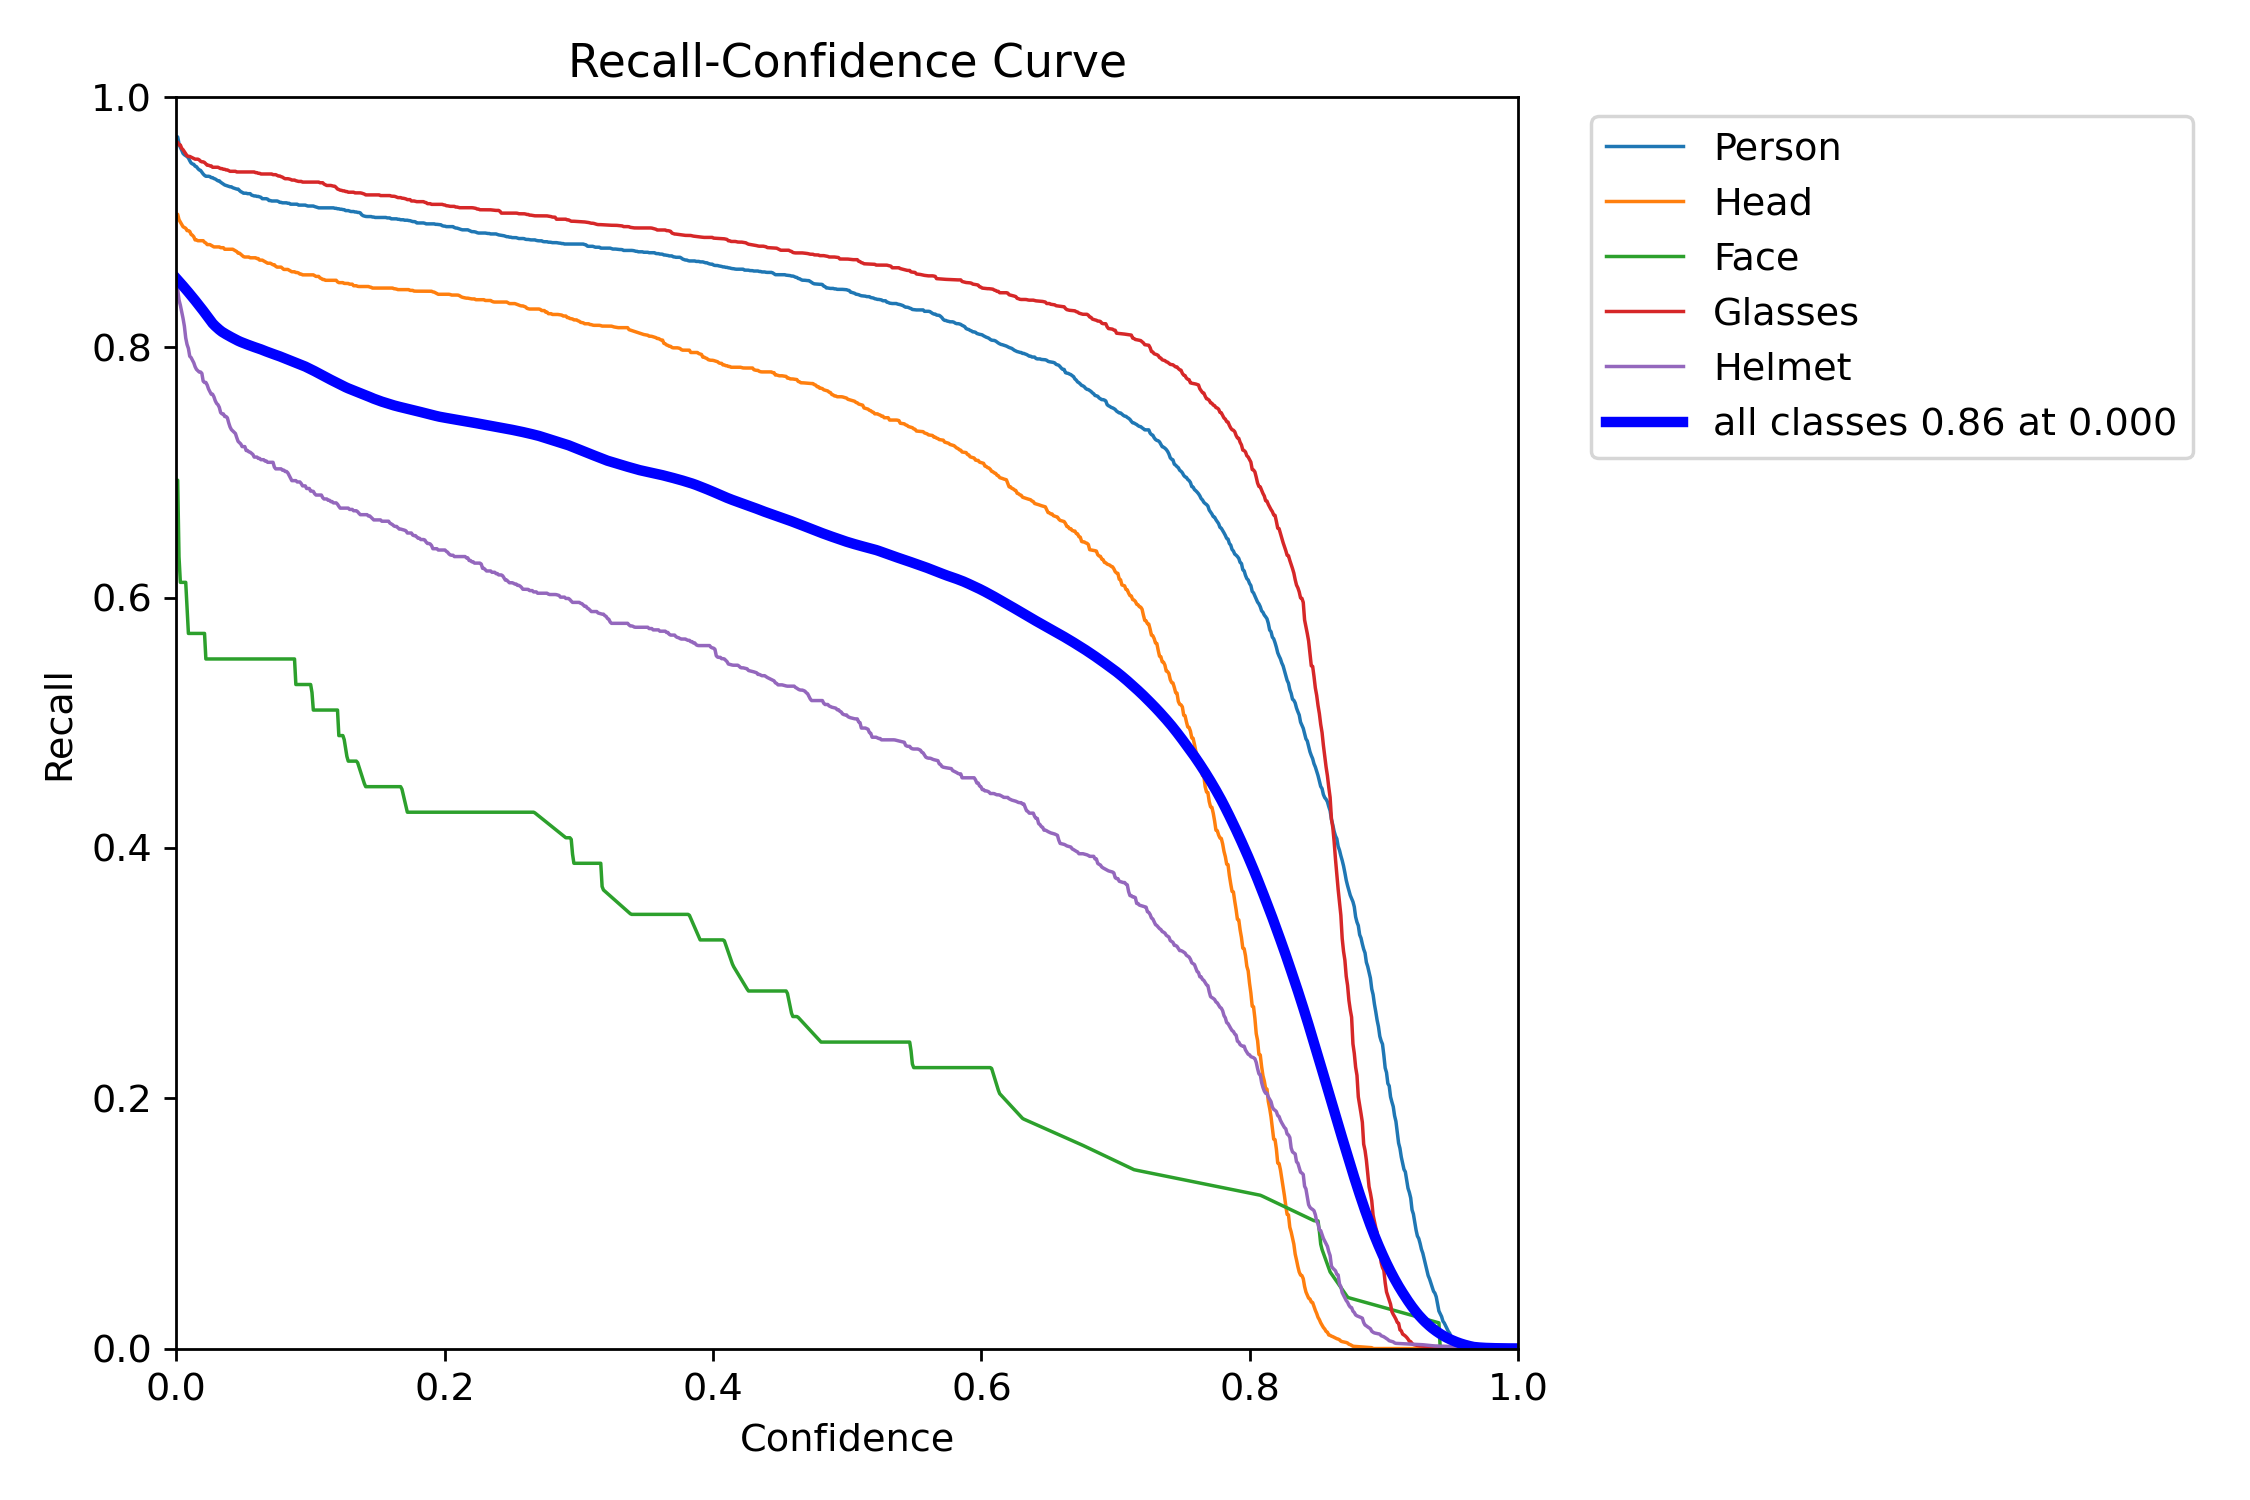 Recall-Confidence Curve
1.0
0.8
0.6
0.4
0.2
0.0
Recall
0.0 0.2 0.4 0.6 0.8 1.0
Confidence
Person
Head
Face
Glasses
Helmet
all classes 0.86 at 0.000